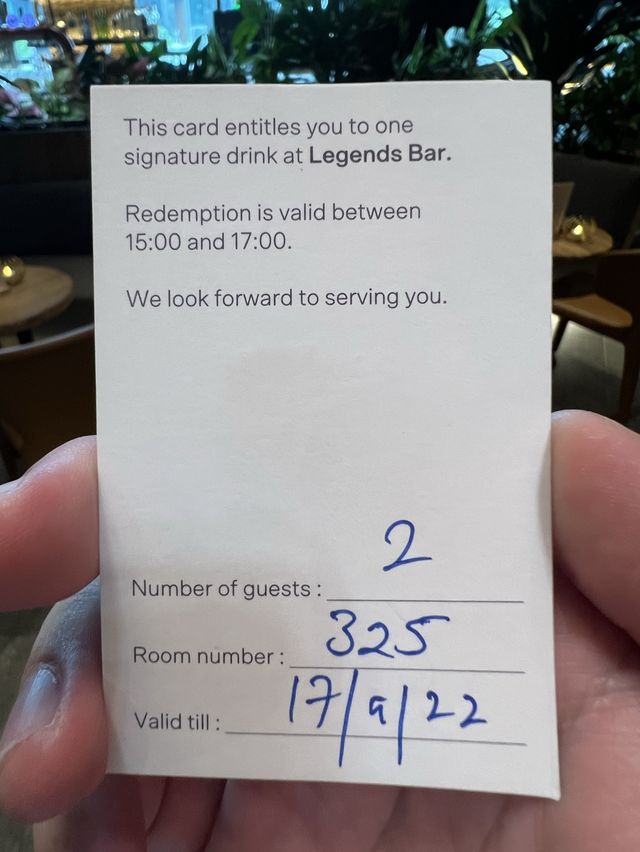 This card entitles you to one
signature drink at Legends Bar.
Redemption is valid between
15:00 and 17:00.
We look forward to serving you.
Number of guests : 2
Room number : 325
Valid till : 17/9/22